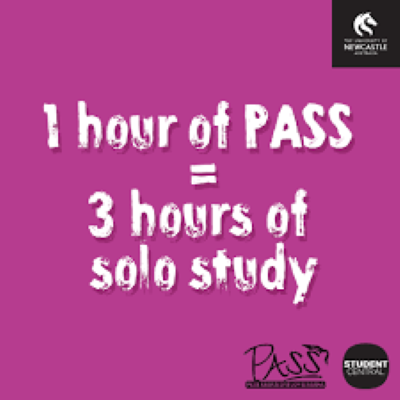 THE UNIVERSITY OF
NEWCASTLE
AUSTRALIA
1 hour of PASS
=
3 hours of
solo study
PASS
STUDENT
CENTRAL